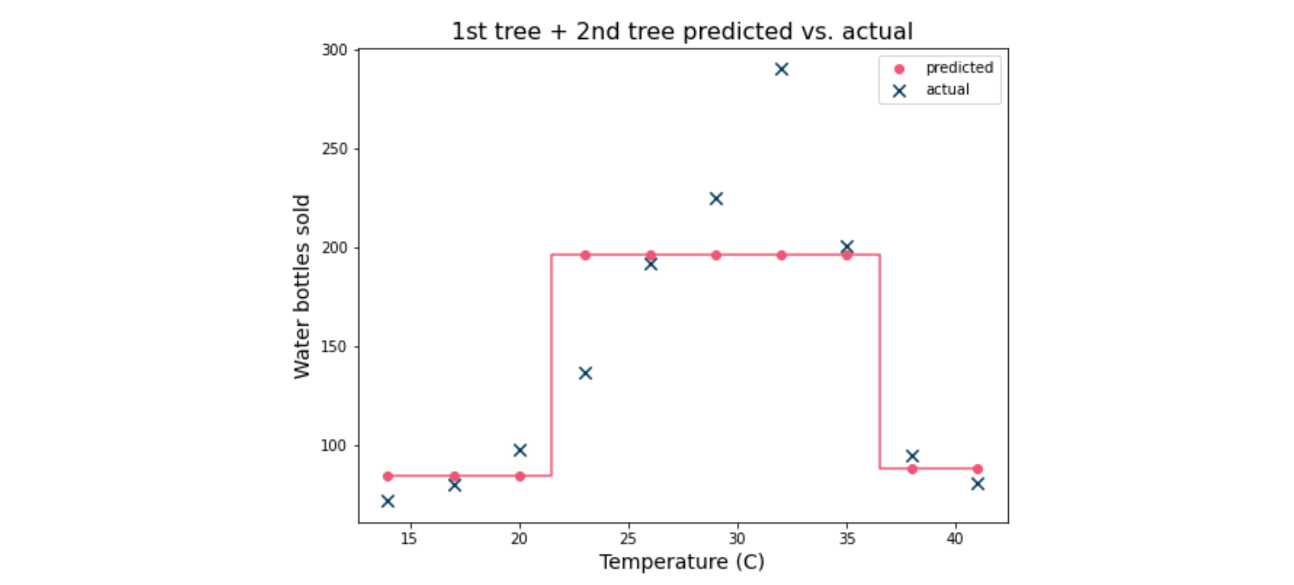 1st tree + 2nd tree predicted vs. actual
300
250
200
150
100
Water bottles sold
predicted
actual
15 20 25 30 35 40
Temperature (C)